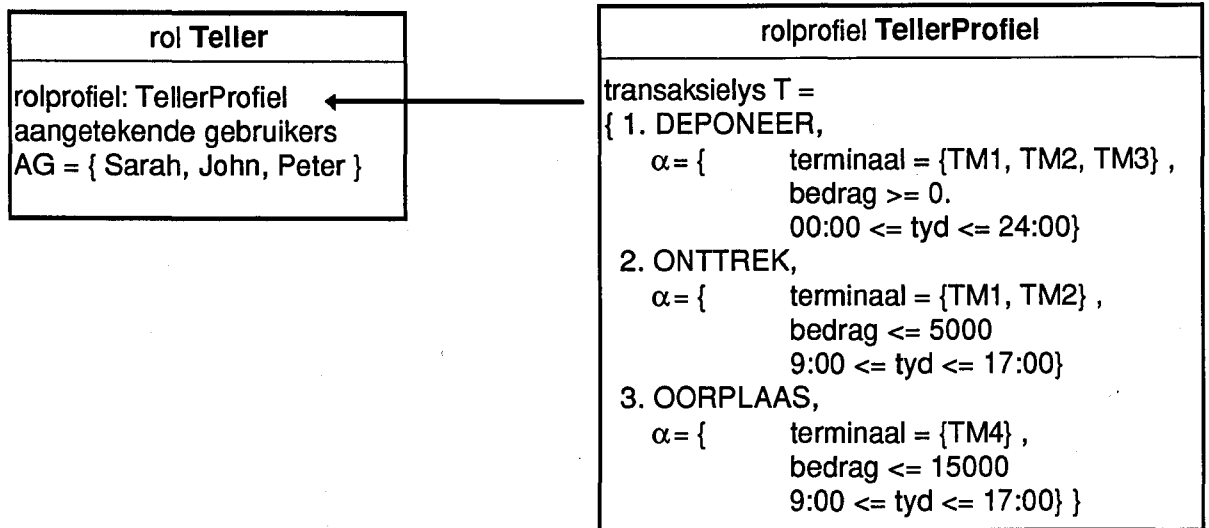 rol Teller
rolprofiel: TellerProfiel
aangetekende gebruikers
AG = { Sarah, John, Peter }
rolprofiel TellerProfiel
transaksielys T =
{ 1. DEPONEER,
α= { terminaal = {TM1, TM2, TM3} ,
bedrag >= 0.
00:00 <= tyd <= 24:00}
2. ONTTREK,
α= { terminaal = {TM1, TM2} ,
bedrag <= 5000
9:00 <= tyd <= 17:00}
3. OORPLAAS,
α= { terminaal = {TM4} ,
bedrag <= 15000
9:00 <= tyd <= 17:00} }